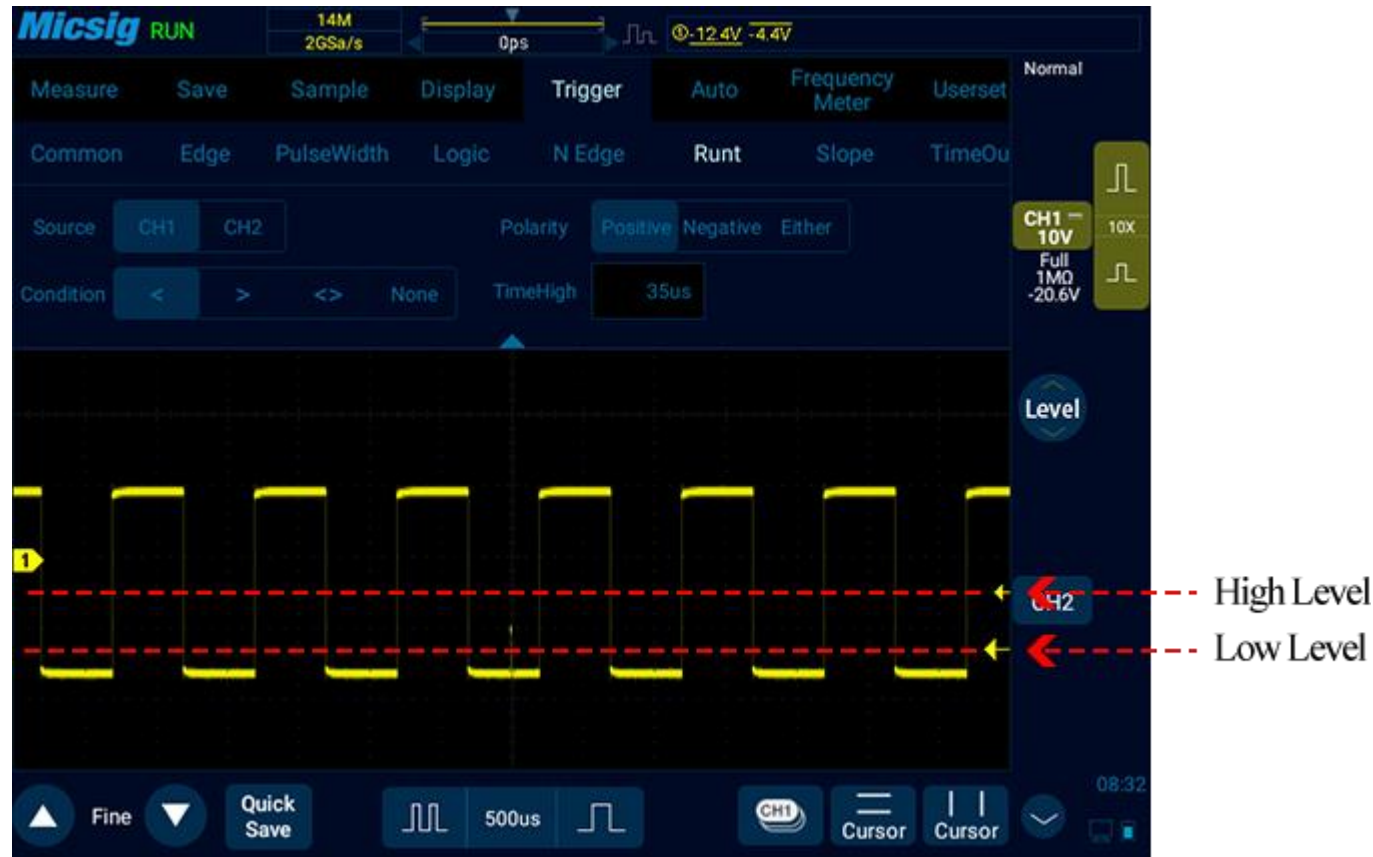 Micsig RUN 14M 0ps ①-12.4V -4.4V
2GSa/s
Measure Save Sample Display Trigger Auto Frequency Meter Userset Normal
Common Edge PulseWidth Logic N Edge Runt Slope TimeOu
Source CH1 CH2 Polarity Positive Negative Either CH1 10V 10X
Full
1MΩ
-20.6V
Condition < > <> None TimeHigh 35us
Level
1
CH2 High Level
Low Level
08:32
Fine Quick Save 500us CH1 Cursor Cursor